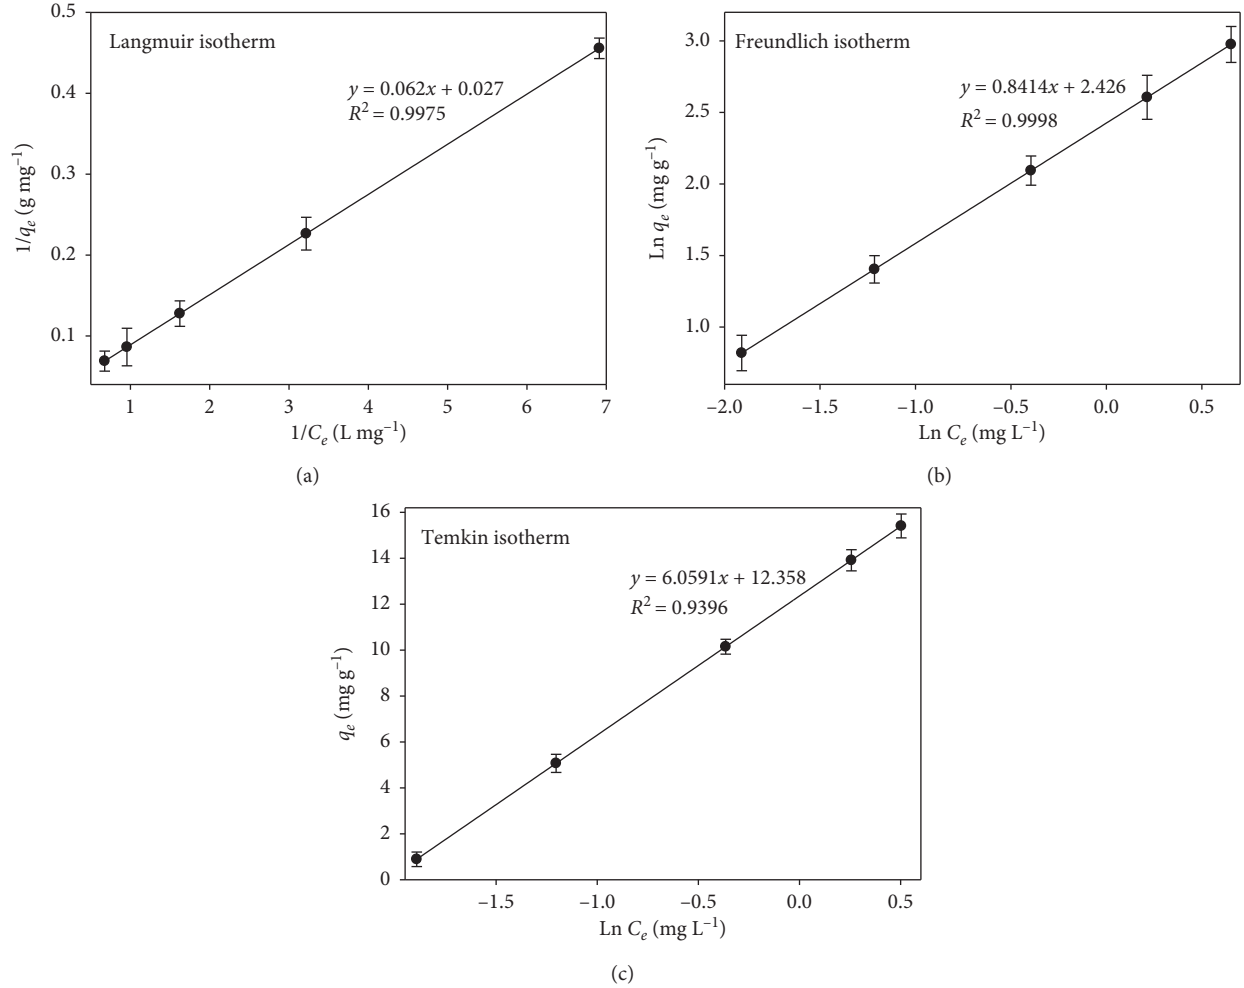 Langmuir isotherm
y = 0.062x + 0.027
R² = 0.9975
0.5
0.4
0.3
0.2
0.1
1/qₑ (g mg⁻¹)
1 2 3 4 5 6 7
1/Cₑ (L mg⁻¹)
(a)
Freundlich isotherm
y = 0.8414x + 2.426
R² = 0.9998
3.0
2.5
2.0
1.5
1.0
Ln qₑ (mg g⁻¹)
–2.0 –1.5 –1.0 –0.5 0.0 0.5
Ln Cₑ (mg L⁻¹)
(b)
Temkin isotherm
y = 6.0591x + 12.358
R² = 0.9396
16
14
12
10
8
6
4
2
0
qₑ (mg g⁻¹)
–1.5 –1.0 –0.5 0.0 0.5
Ln Cₑ (mg L⁻¹)
(c)